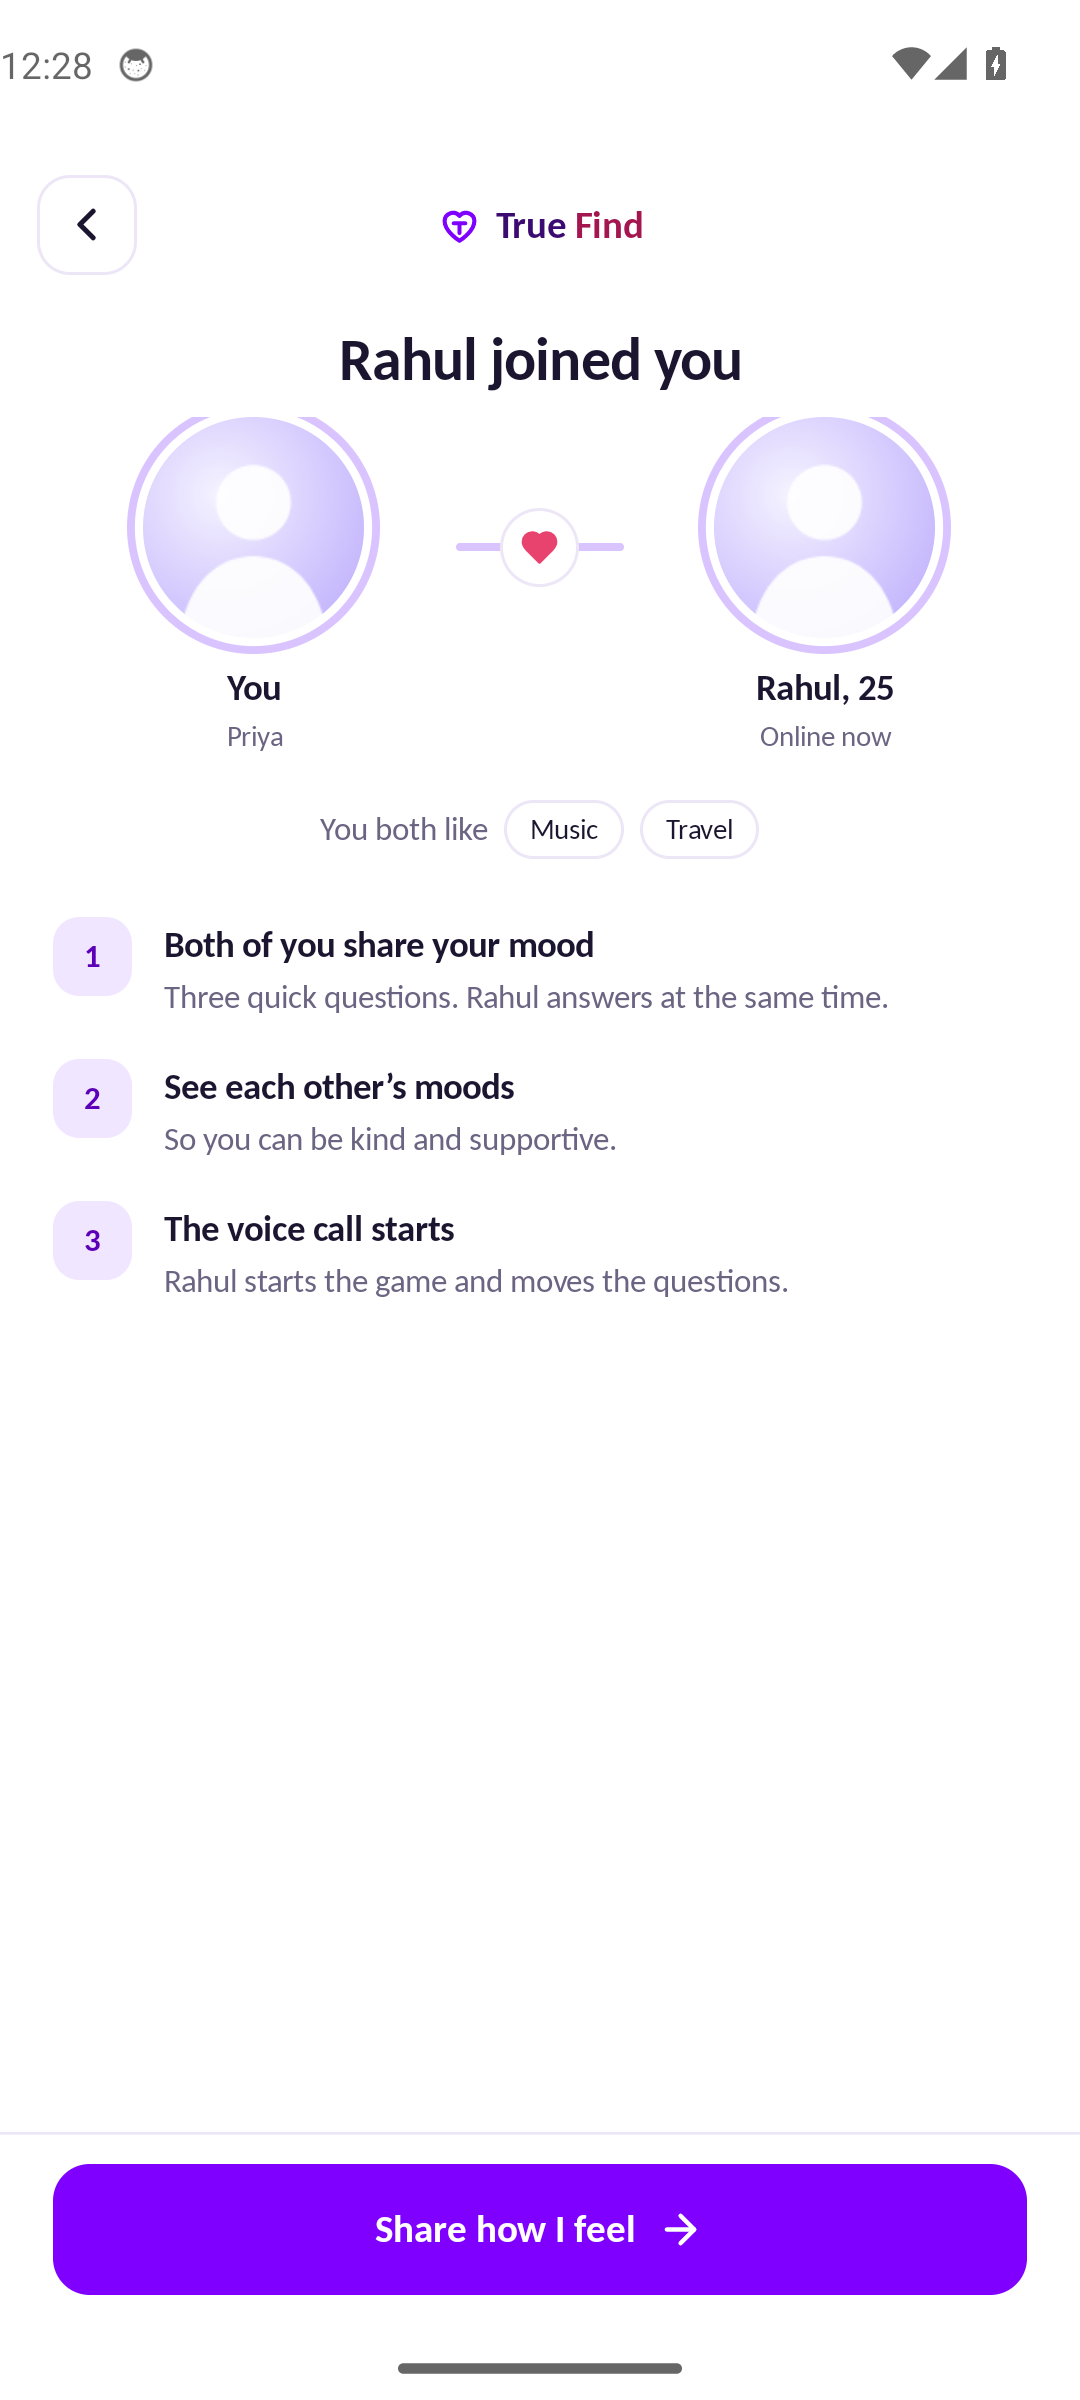 12:28
True Find
Rahul joined you
You
Priya
Rahul, 25
Online now
You both like
Music
Travel
1
Both of you share your mood
Three quick questions. Rahul answers at the same time.
2
See each other’s moods
So you can be kind and supportive.
3
The voice call starts
Rahul starts the game and moves the questions.
Share how I feel